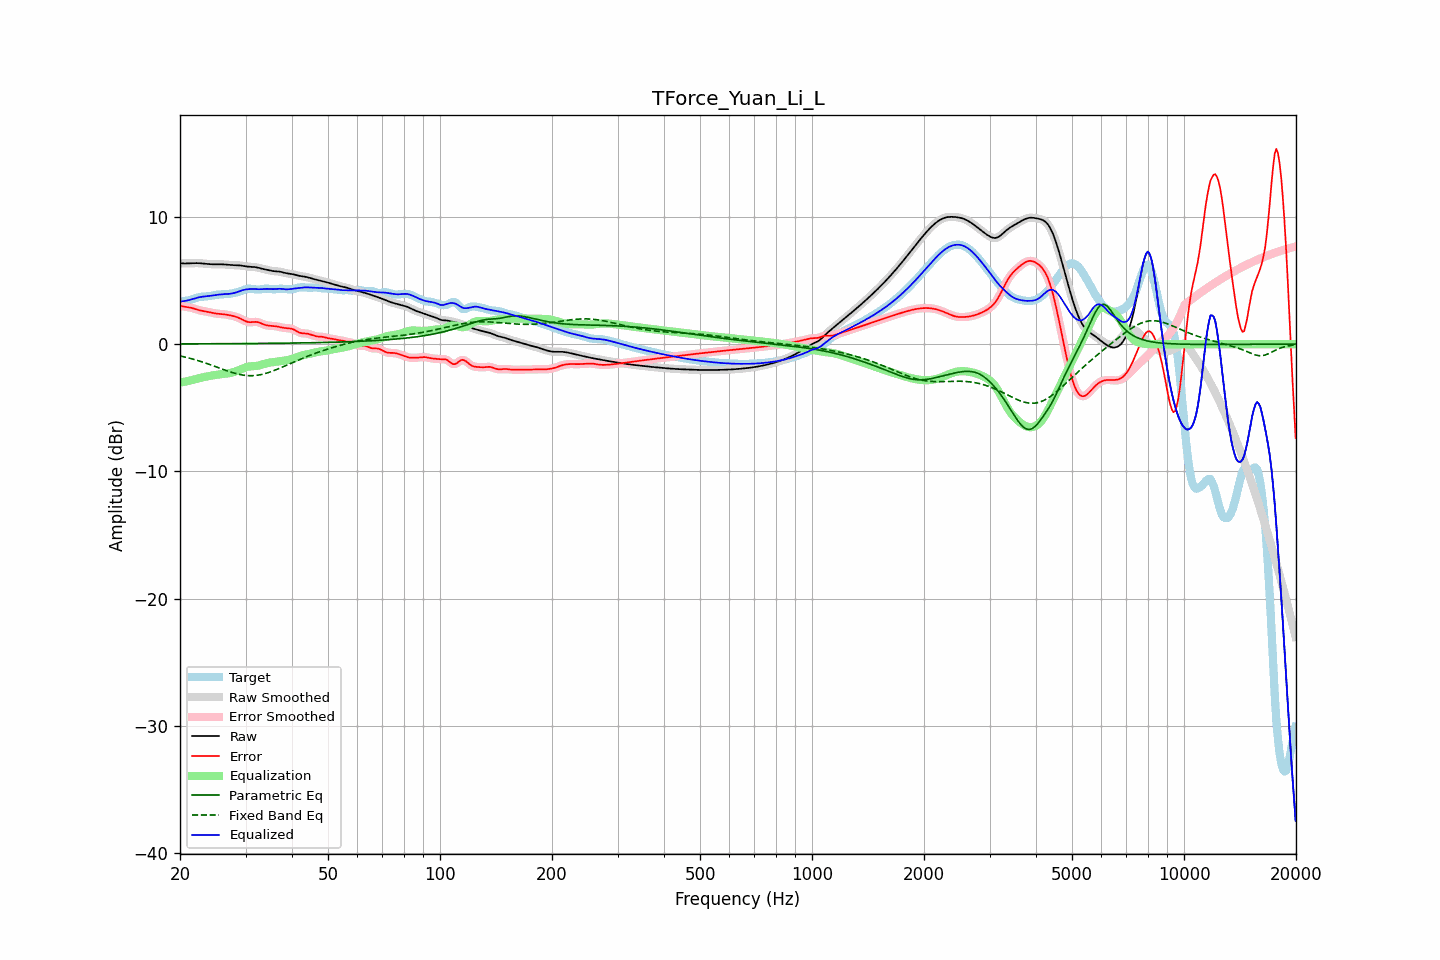 TForce_Yuan_Li_L
Amplitude (dBr)
10
0
−10
−20
−30
−40
Target
Raw Smoothed
Error Smoothed
Raw
Error
Equalization
Parametric Eq
Fixed Band Eq
Equalized
20 50 100 200 500 1000 2000 5000 10000 20000
Frequency (Hz)